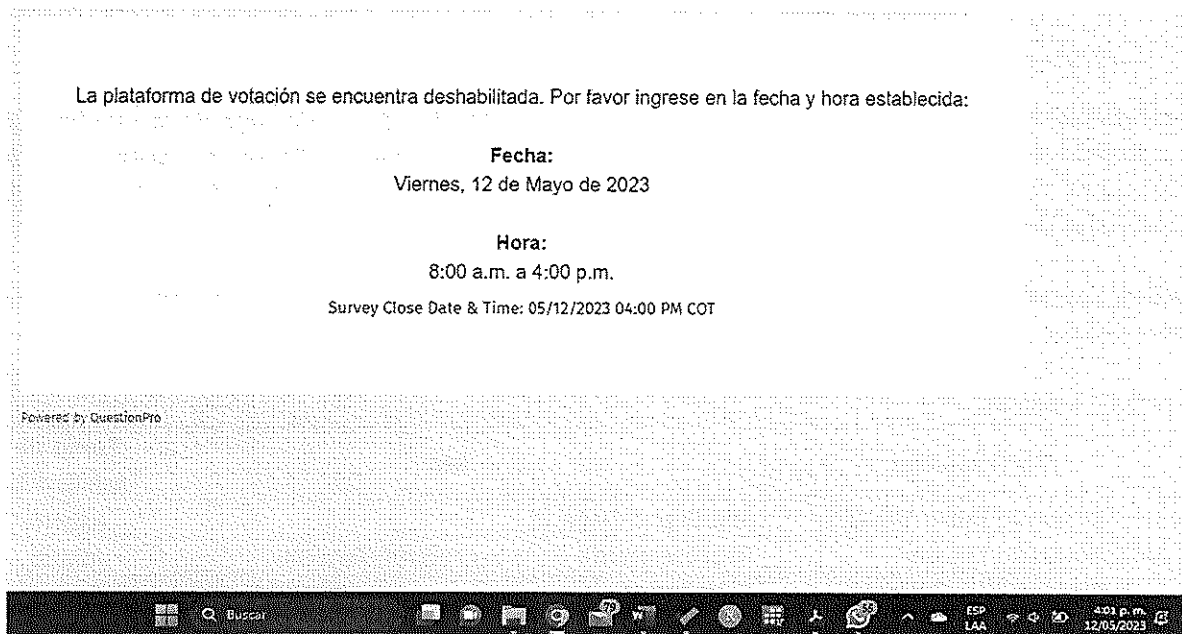 La plataforma de votación se encuentra deshabilitada. Por favor ingrese en la fecha y hora establecida:
Fecha:
Viernes, 12 de Mayo de 2023
Hora:
8:00 a.m. a 4:00 p.m.
Survey Close Date & Time: 05/12/2023 04:00 PM COT
Powered by QuestionPro
Buscar
ESP
LAA
4:01 p. m.
12/05/2023